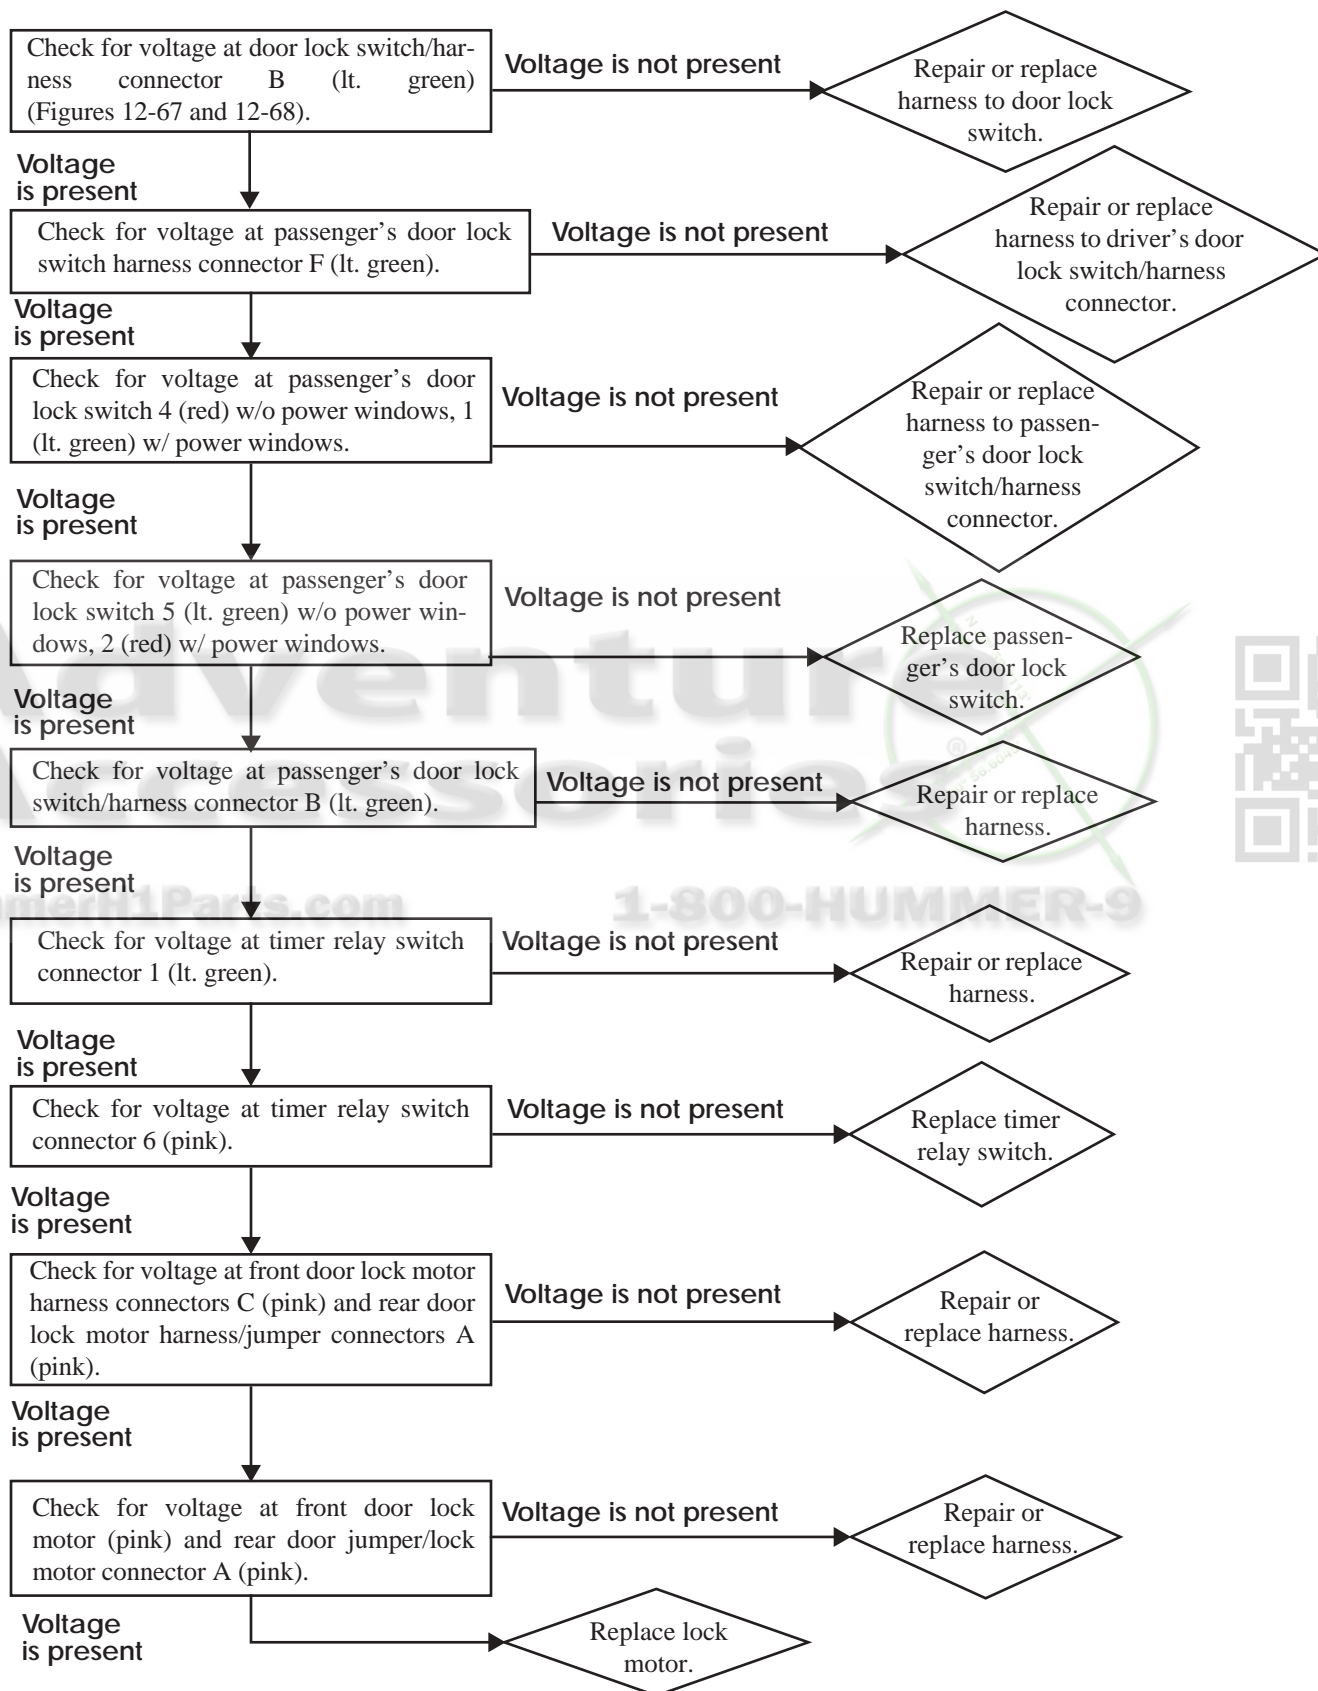 Check for voltage at door lock switch/har-
ness connector B (lt. green)
(Figures 12-67 and 12-68).
Voltage is not present
Repair or replace
harness to door lock
switch.
Voltage
is present
Check for voltage at passenger's door lock
switch harness connector F (lt. green).
Voltage is not present
Repair or replace
harness to driver's door
lock switch/harness
connector.
Voltage
is present
Check for voltage at passenger's door
lock switch 4 (red) w/o power windows, 1
(lt. green) w/ power windows.
Voltage is not present
Repair or replace
harness to passen-
ger's door lock
switch/harness
connector.
Voltage
is present
Check for voltage at passenger's door
lock switch 5 (lt. green) w/o power win-
dows, 2 (red) w/ power windows.
Voltage is not present
Replace passen-
ger's door lock
switch.
Adventure
Voltage
is present
Check for voltage at passenger's door lock
switch/harness connector B (lt. green).
Voltage is not present
Repair or replace
harness.
Accessories
®
Voltage
is present
merH1Parts.com
1-800-HUMMER-9
Check for voltage at timer relay switch
connector 1 (lt. green).
Voltage is not present
Repair or replace
harness.
Voltage
is present
Check for voltage at timer relay switch
connector 6 (pink).
Voltage is not present
Replace timer
relay switch.
Voltage
is present
Check for voltage at front door lock motor
harness connectors C (pink) and rear door
lock motor harness/jumper connectors A
(pink).
Voltage is not present
Repair or
replace harness.
Voltage
is present
Check for voltage at front door lock
motor (pink) and rear door jumper/lock
motor connector A (pink).
Voltage is not present
Repair or
replace harness.
Voltage
is present
Replace lock
motor.